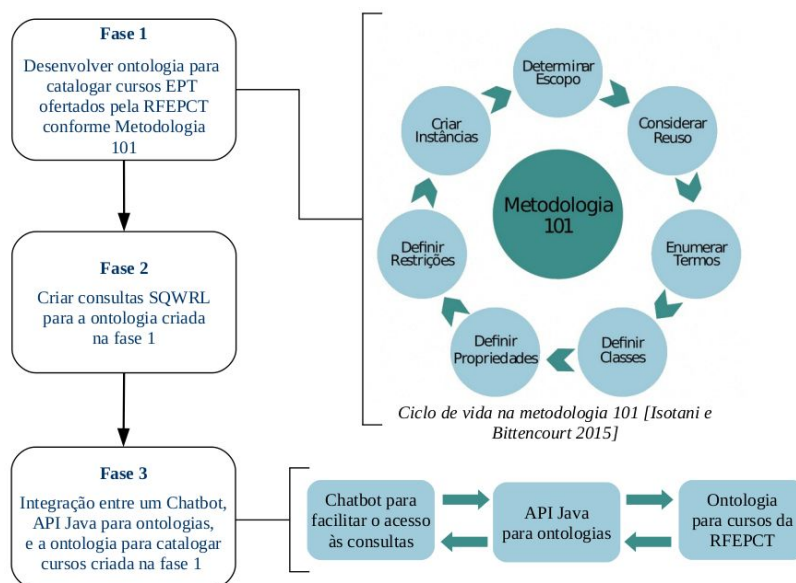 Fase 1
Desenvolver ontologia para
catalogar cursos EPT
ofertados pela RFEPCT
conforme Metodologia
101
Fase 2
Criar consultas SQWRL
para a ontologia criada
na fase 1
Fase 3
Integração entre um Chatbot,
API Java para ontologias,
e a ontologia para catalogar
cursos criada na fase 1
Determinar
Escopo
Considerar
Reuso
Enumerar
Termos
Definir
Classes
Definir
Propriedades
Definir
Restrições
Criar
Instâncias
Metodologia
101
Ciclo de vida na metodologia 101 [Isotani e
Bittencourt 2015]
Chatbot para
facilitar o acesso
às consultas
API Java
para ontologias
Ontologia
para cursos da
RFEPCT